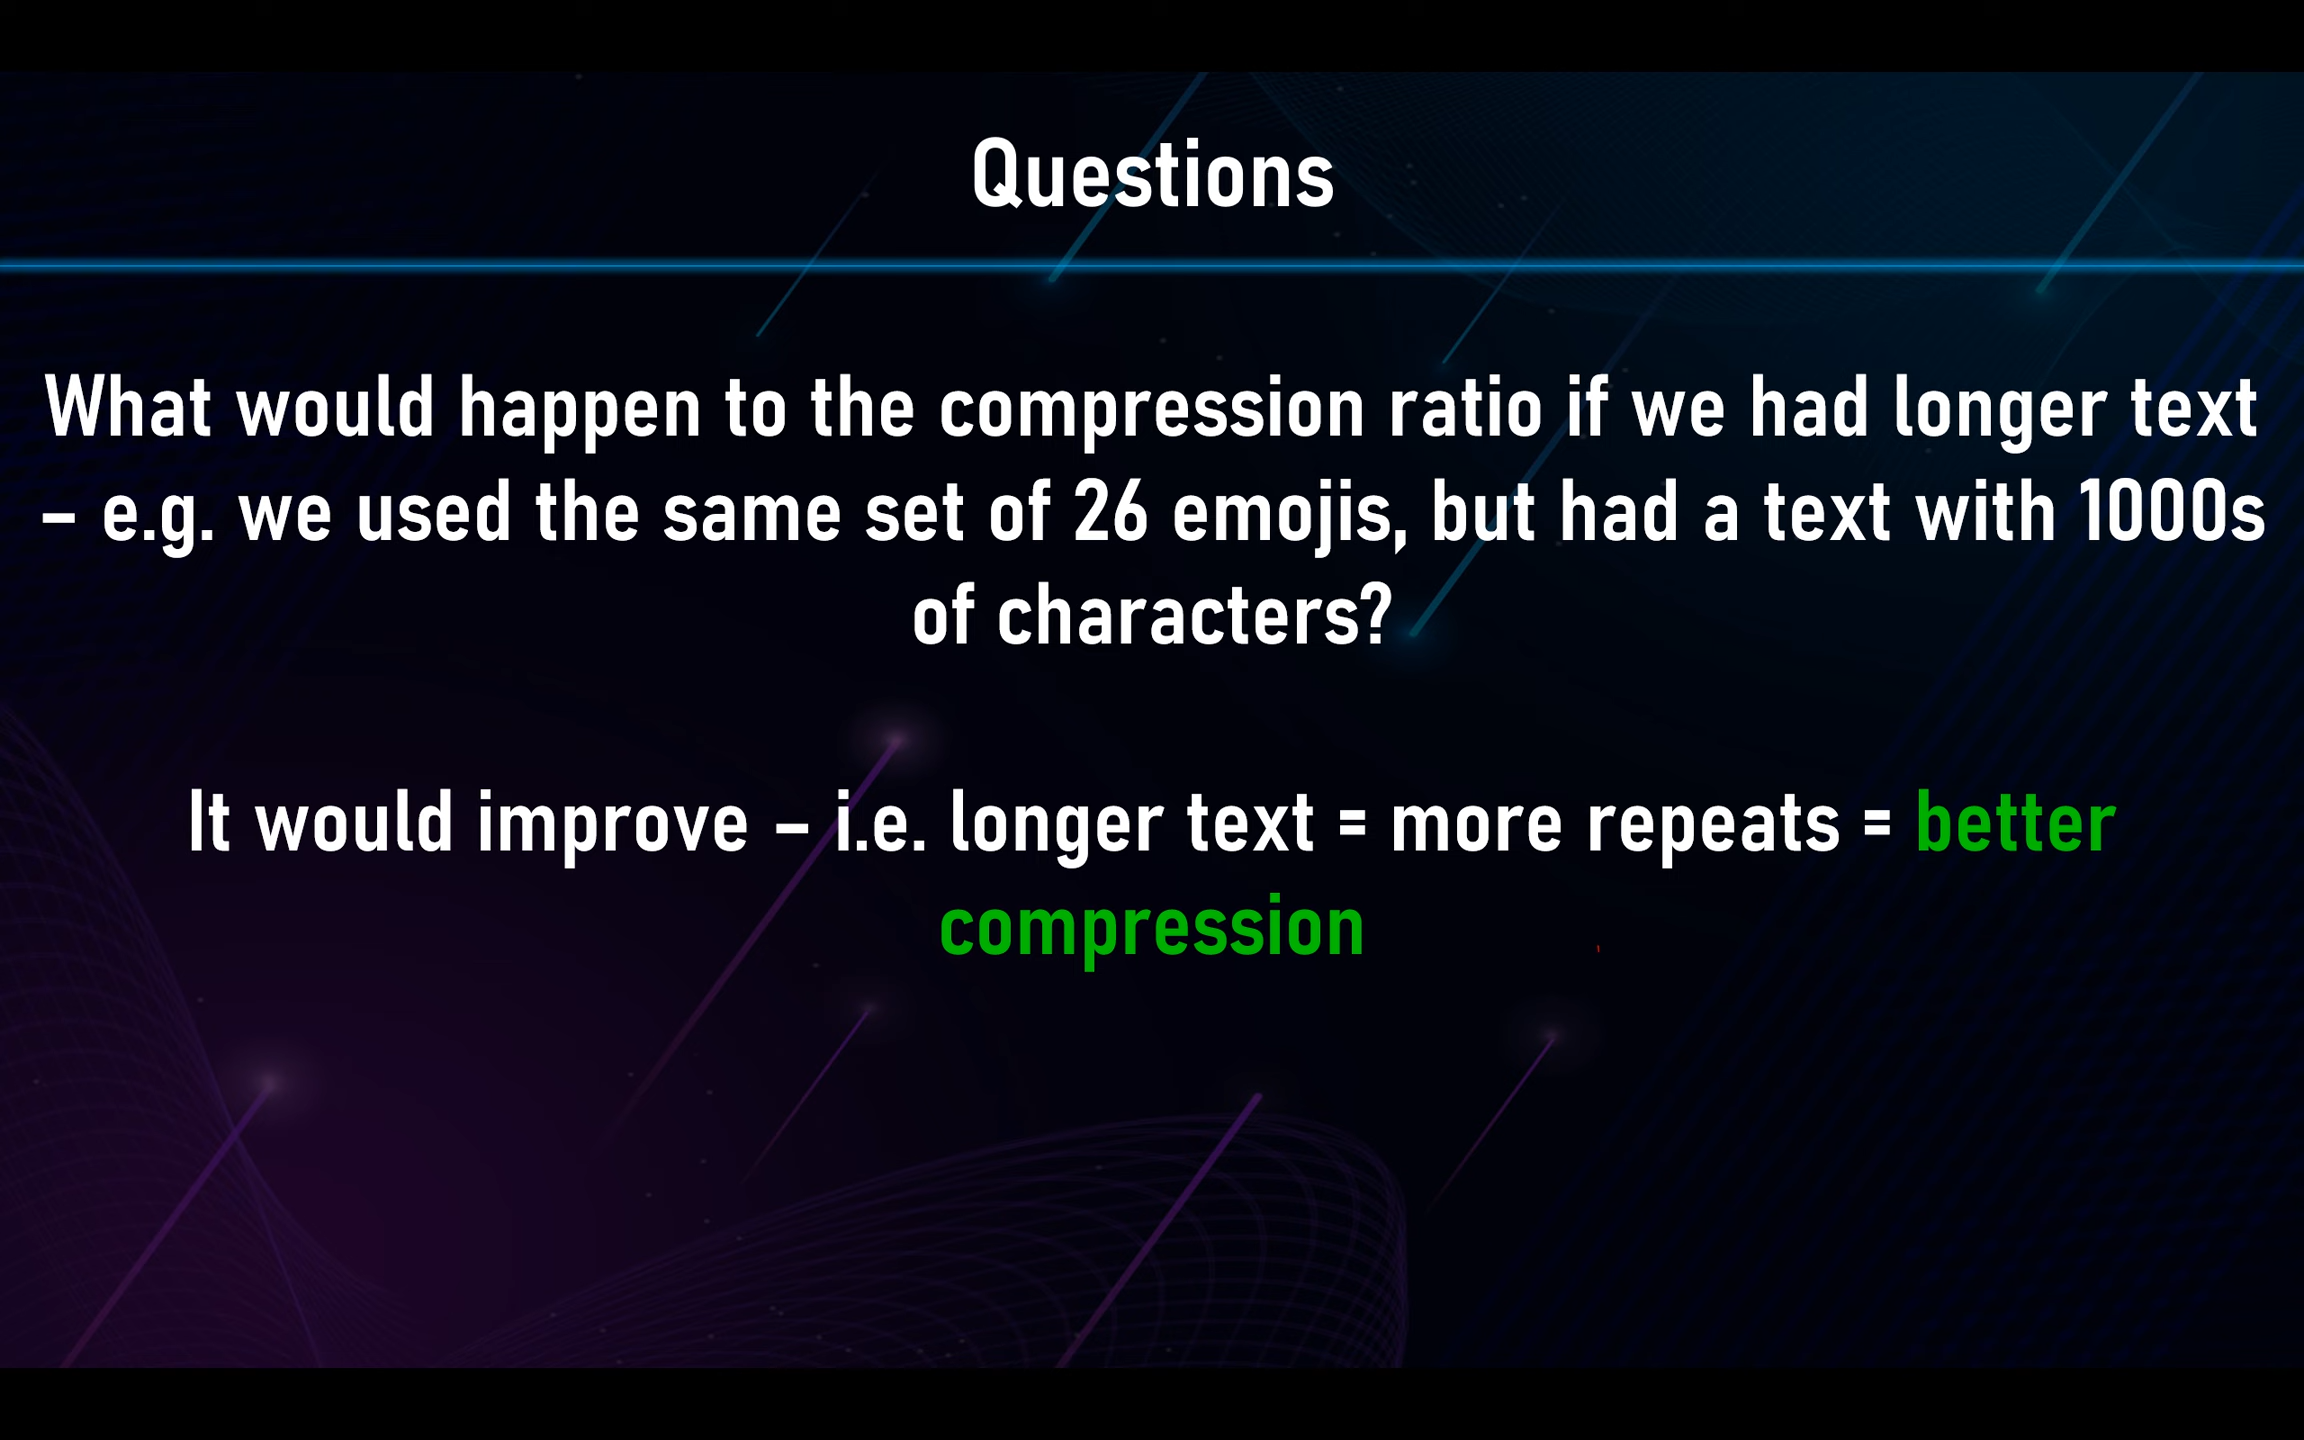 Questions
What would happen to the compression ratio if we had longer text
– e.g. we used the same set of 26 emojis, but had a text with 1000s
of characters?
It would improve – i.e. longer text = more repeats = better
compression